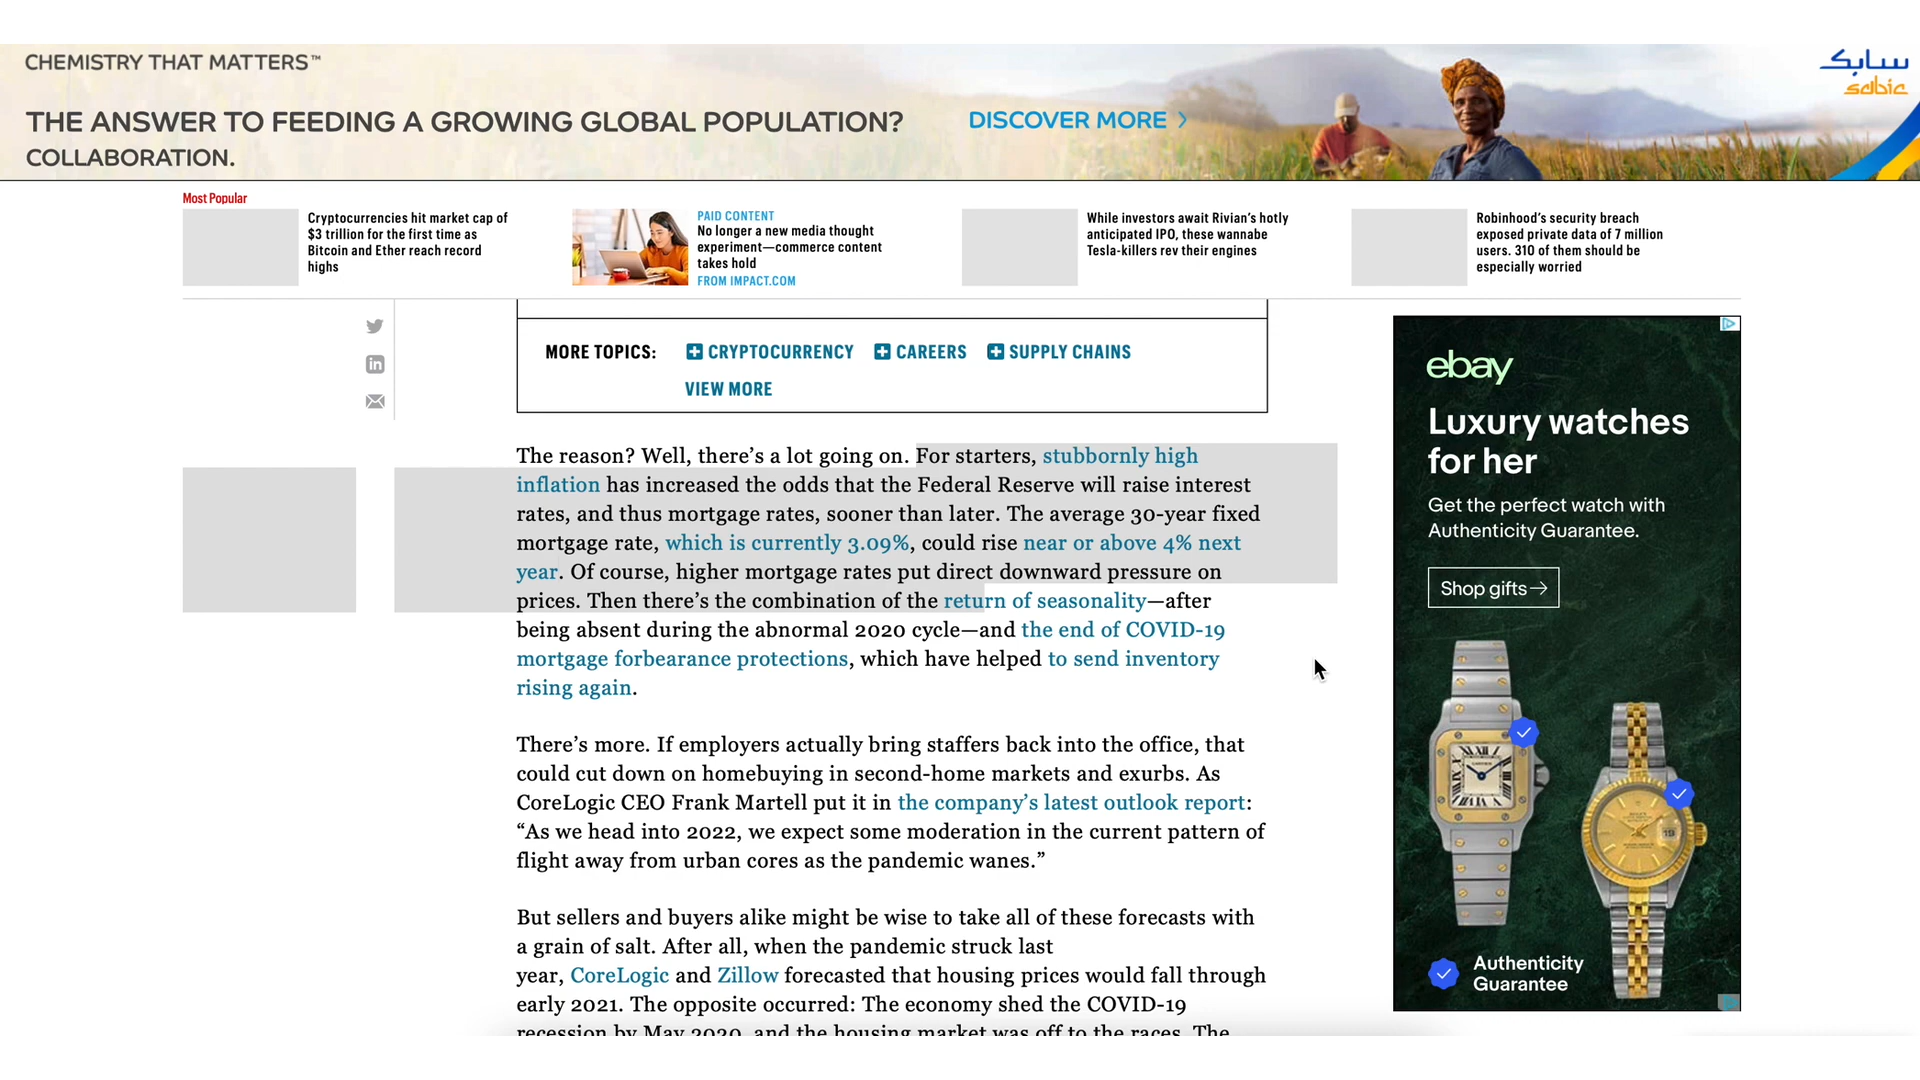 CHEMISTRY THAT MATTERS™
THE ANSWER TO FEEDING A GROWING GLOBAL POPULATION?
COLLABORATION.
DISCOVER MORE
سابك
sabic
Most Popular
Cryptocurrencies hit market cap of
$3 trillion for the first time as
Bitcoin and Ether reach record
highs
PAID CONTENT
No longer a new media thought
experiment—commerce content
takes hold
FROM IMPACT.COM
While investors await Rivian’s hotly
anticipated IPO, these wannabe
Tesla-killers rev their engines
Robinhood’s security breach
exposed private data of 7 million
users. 310 of them should be
especially worried
MORE TOPICS:
CRYPTOCURRENCY
CAREERS
SUPPLY CHAINS
VIEW MORE
The reason? Well, there’s a lot going on. For starters, stubbornly high
inflation has increased the odds that the Federal Reserve will raise interest
rates, and thus mortgage rates, sooner than later. The average 30-year fixed
mortgage rate, which is currently 3.09%, could rise near or above 4% next
year. Of course, higher mortgage rates put direct downward pressure on
prices. Then there’s the combination of the return of seasonality—after
being absent during the abnormal 2020 cycle—and the end of COVID-19
mortgage forbearance protections, which have helped to send inventory
rising again.
There’s more. If employers actually bring staffers back into the office, that
could cut down on homebuying in second-home markets and exurbs. As
CoreLogic CEO Frank Martell put it in the company’s latest outlook report:
“As we head into 2022, we expect some moderation in the current pattern of
flight away from urban cores as the pandemic wanes.”
But sellers and buyers alike might be wise to take all of these forecasts with
a grain of salt. After all, when the pandemic struck last
year, CoreLogic and Zillow forecasted that housing prices would fall through
early 2021. The opposite occurred: The economy shed the COVID-19
recession by May 2020, and the housing market was off to the races. The
ebay
Luxury watches
for her
Get the perfect watch with
Authenticity Guarantee.
Shop gifts
Authenticity
Guarantee